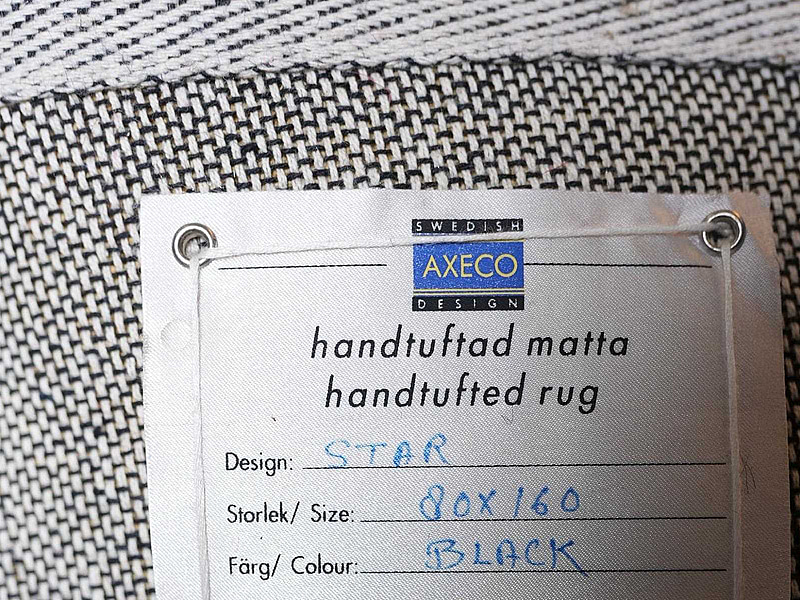 SWEDISH
AXECO
DESIGN
handtuftad matta
handtufted rug
Design: STAR
Storlek/ Size: 80X160
Färg/ Colour: BLACK